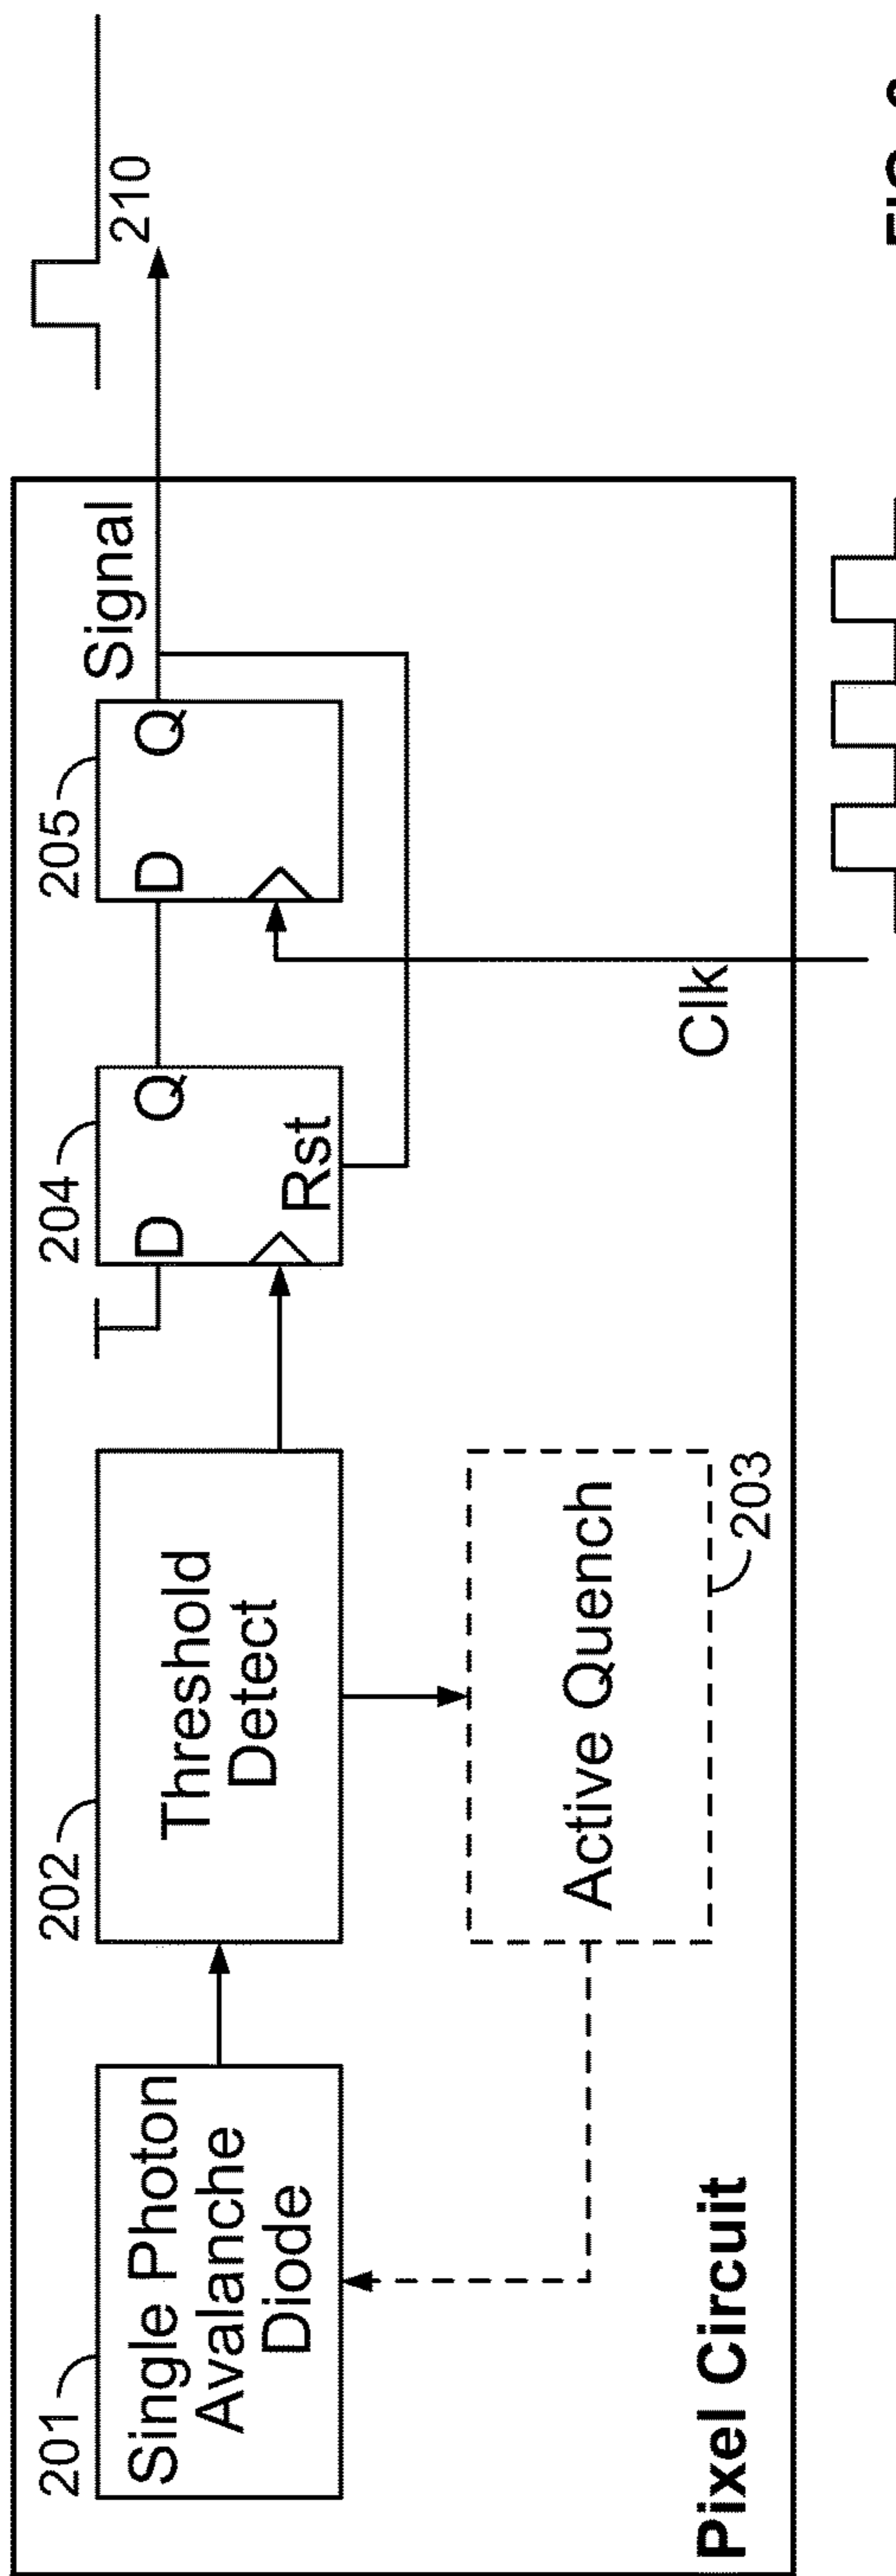 210
201
Single Photon
Avalanche
Diode
202
Threshold
Detect
204
D
Q
Rst
205
D
Q
Signal
Active Quench
203
Clk
Pixel Circuit